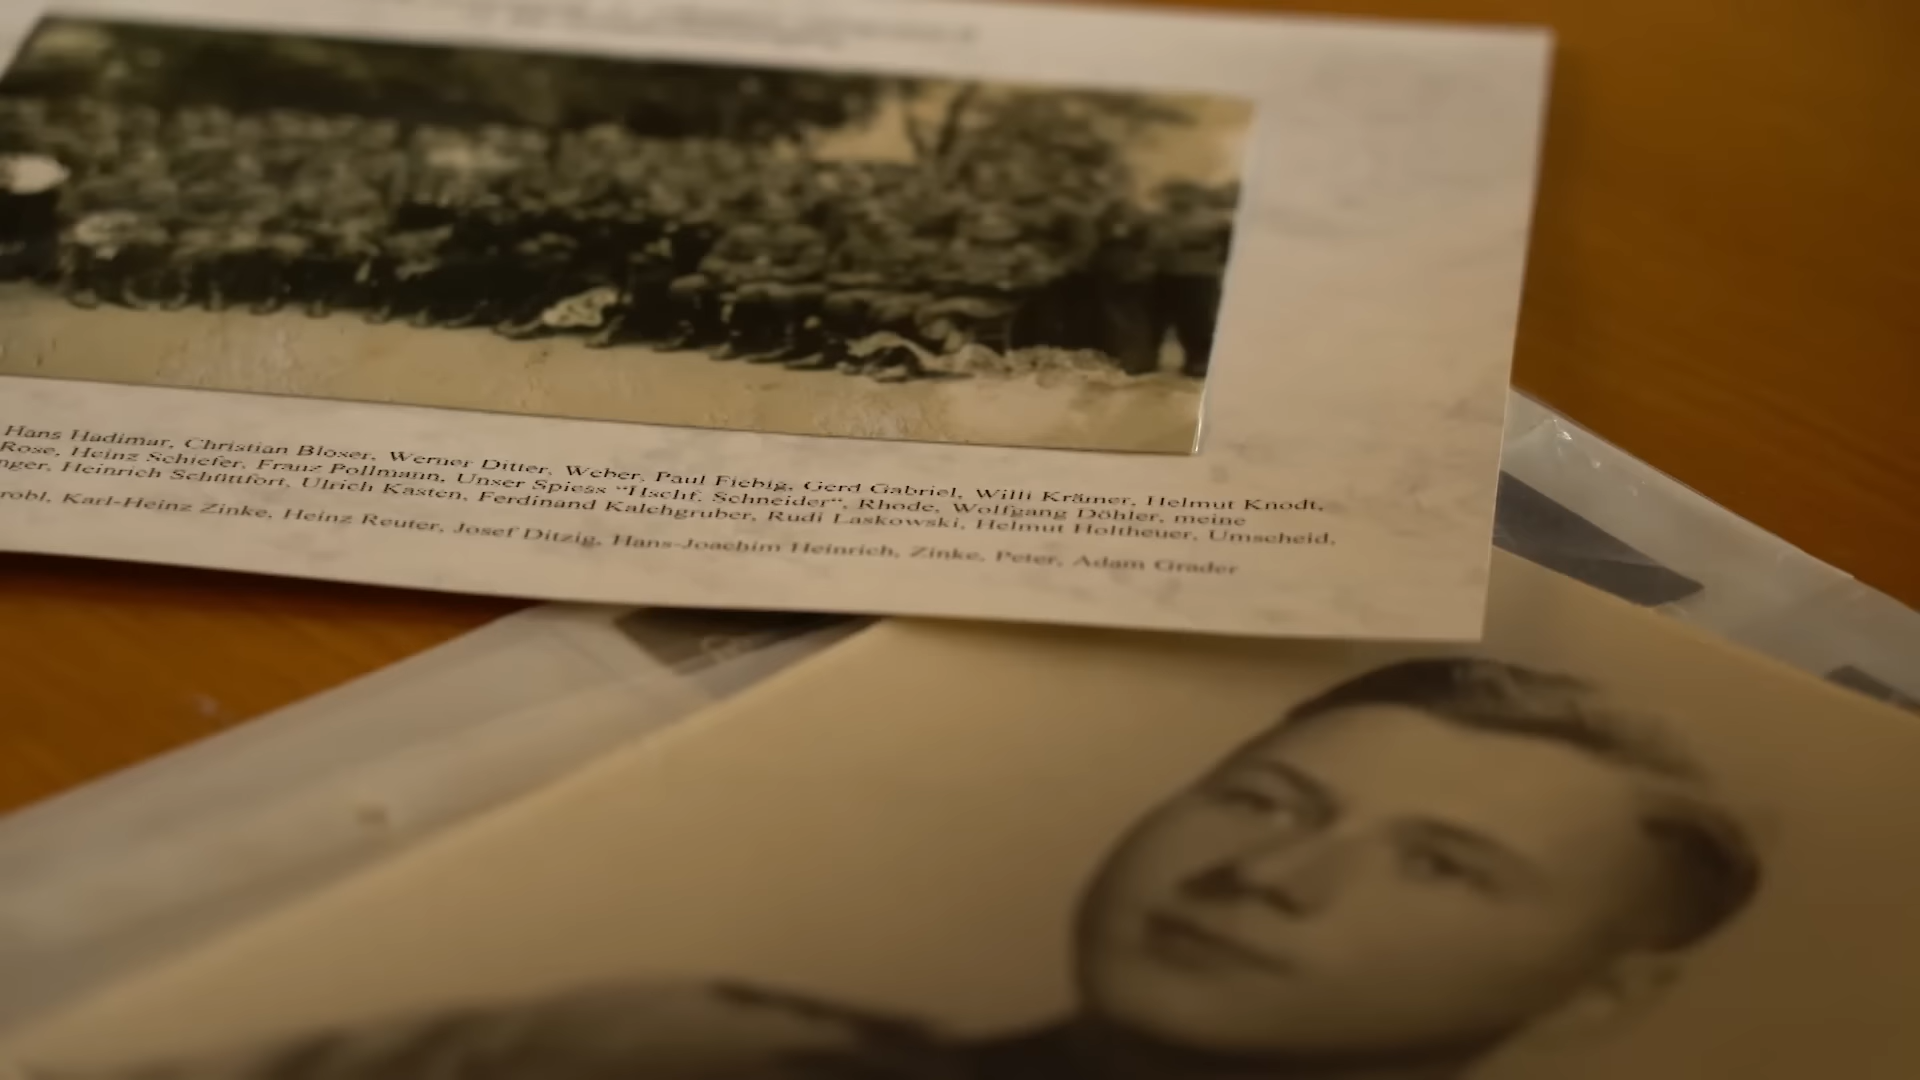 Hans Hadimar, Christian Bloser, Werner Ditter, Weber, Paul Fiebig, Gerd Gabriel, Willi Krämer, Helmut Knodt,
Rose, Heinz Schiefer, Franz Pollmann, Unser Spiess "Hschf. Schneider", Rhode, Wolfgang Döhler, meine
nger, Heinrich Schüttfort, Ulrich Kasten, Ferdinand Kalchgruber, Rudi Laskowski, Helmut Holtheuer, Umscheid,
robl, Karl-Heinz Zinke, Heinz Reuter, Josef Ditzig, Hans-Joachim Heinrich, Zinke, Peter, Adam Grader